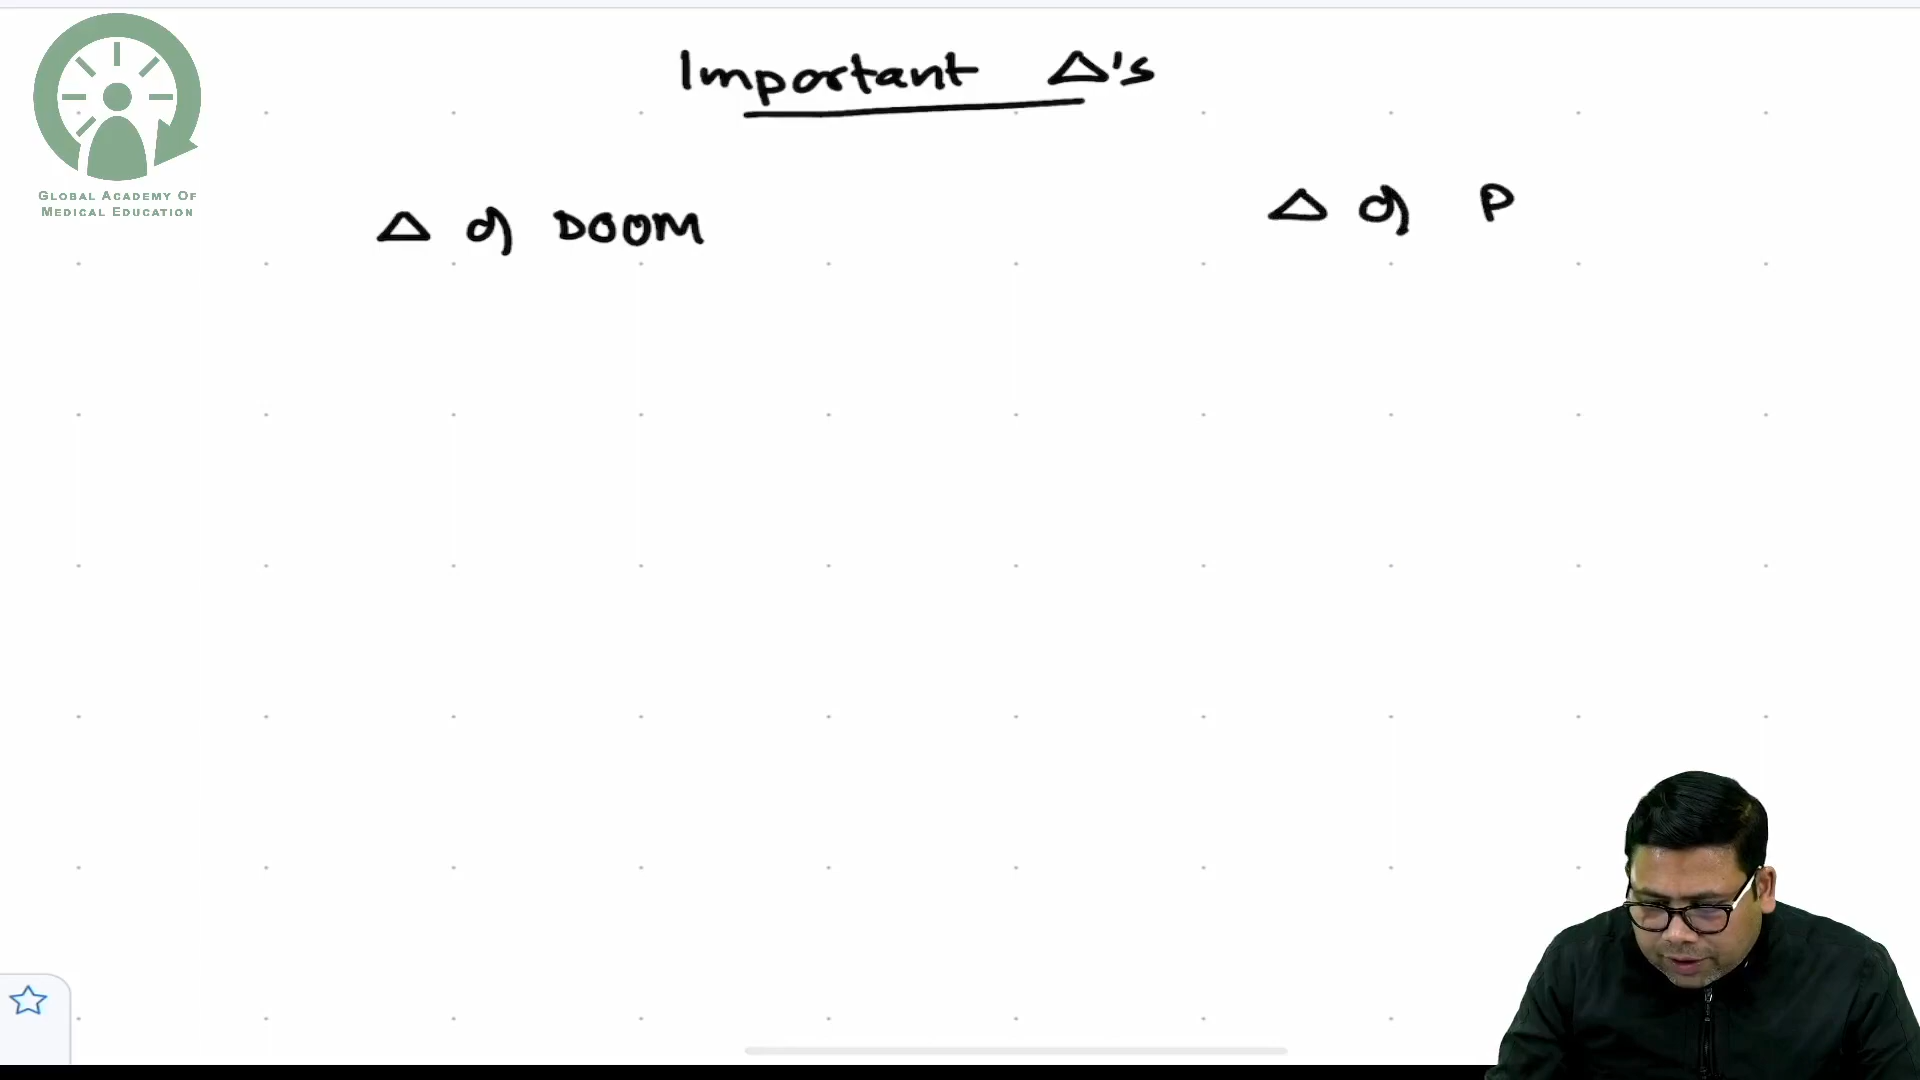 Important Δ's
GLOBAL ACADEMY OF
MEDICAL EDUCATION
Δ of DOOM
Δ of P